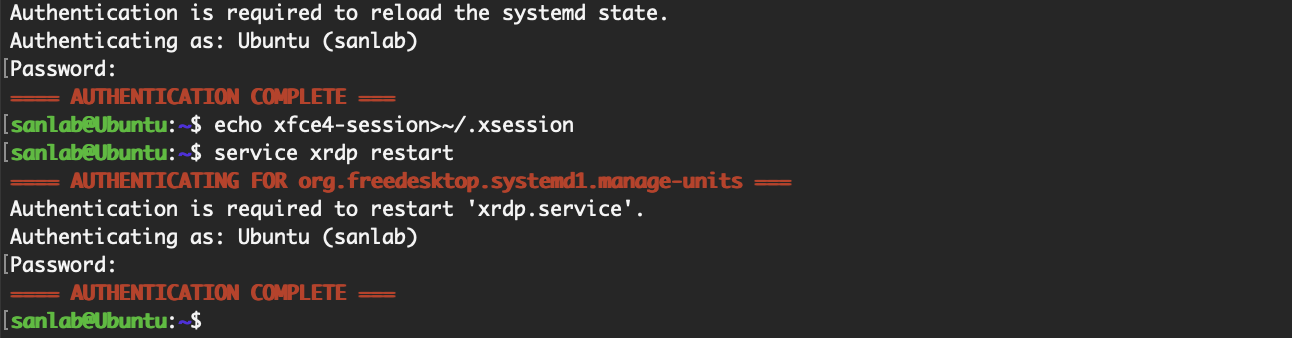 Authentication is required to reload the systemd state.
Authenticating as: Ubuntu (sanlab)
[Password:
==== AUTHENTICATION COMPLETE ===
[sanlab@Ubuntu:~$ echo xfce4-session>~/.xsession
[sanlab@Ubuntu:~$ service xrdp restart
==== AUTHENTICATING FOR org.freedesktop.systemd1.manage-units ===
Authentication is required to restart 'xrdp.service'.
Authenticating as: Ubuntu (sanlab)
[Password:
==== AUTHENTICATION COMPLETE ===
[sanlab@Ubuntu:~$